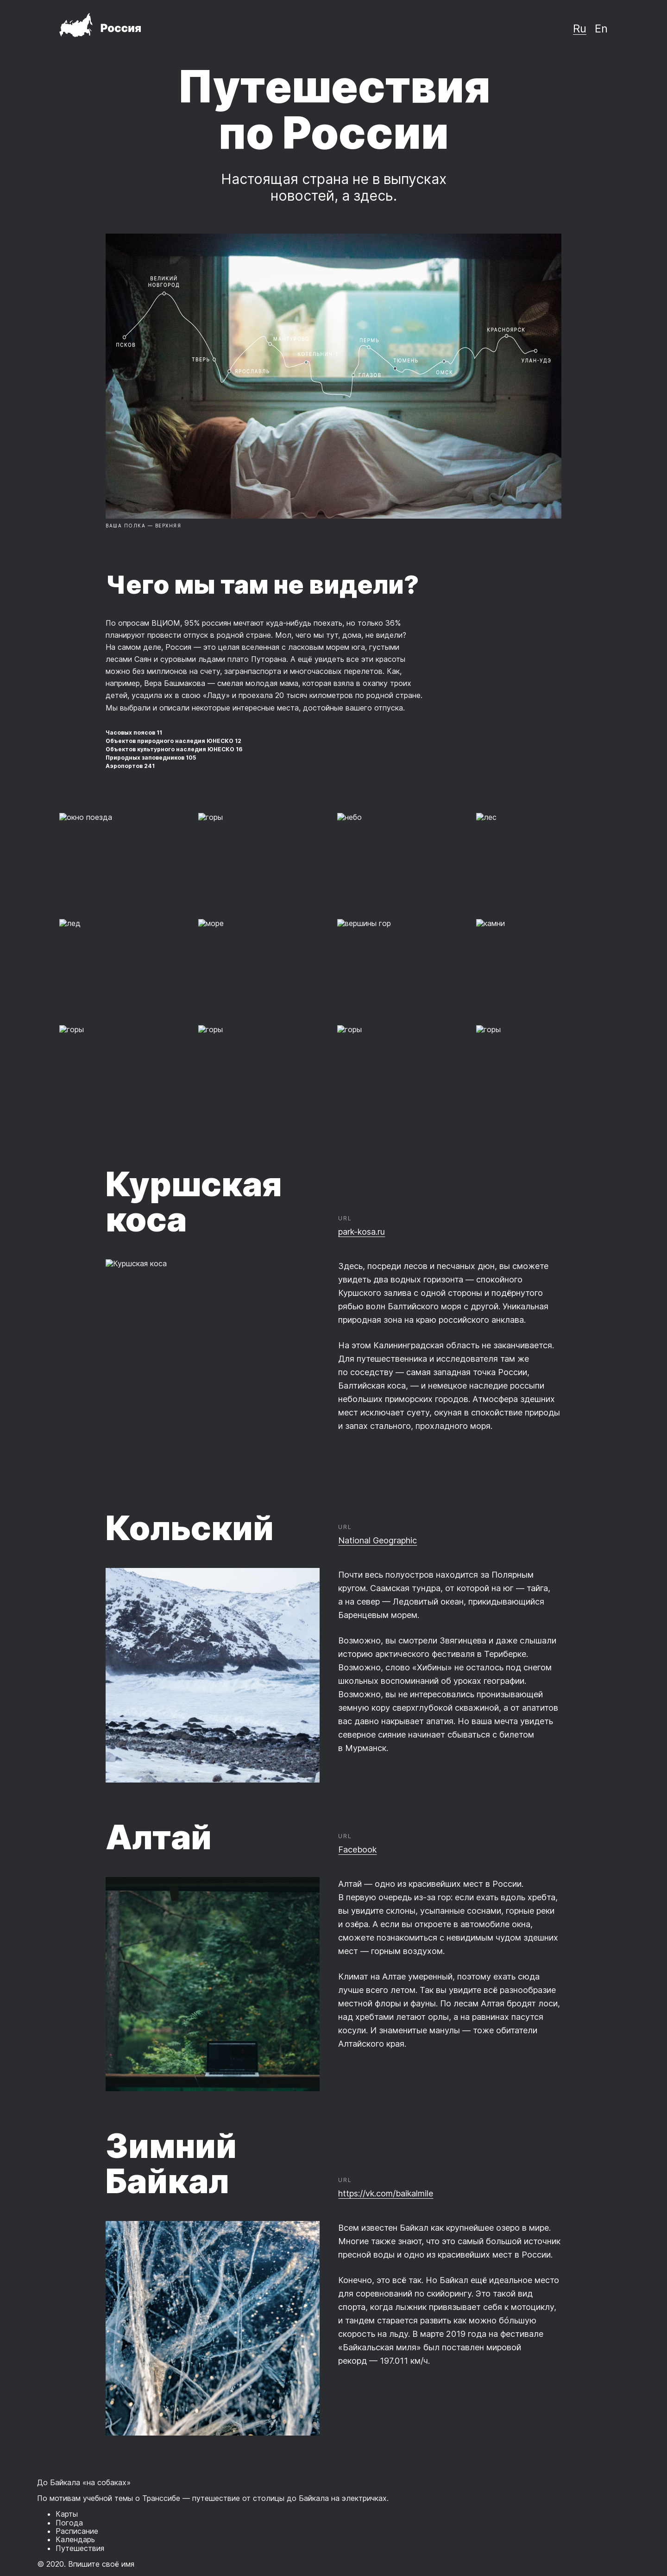 Россия
Ru En
Путешествия
по России
Настоящая страна не в выпусках
новостей, а здесь.
ВЕЛИКИЙ
НОВГОРОД
ПСКОВ
ТВЕРЬ
ЯРОСЛАВЛЬ
КОТЕЛЬНИЧ
ПЕРМЬ
ГЛАЗОВ
ТЮМЕНЬ
ОМСК
КРАСНОЯРСК
УЛАН-УДЭ
ВАША ПОЛКА — ВЕРХНЯЯ
Чего мы там не видели?
По опросам ВЦИОМ, 95% россиян мечтают куда-нибудь поехать, но только 36%
планируют провести отпуск в родной стране. Мол, чего мы тут, дома, не видели?
На самом деле, Россия — это целая вселенная с ласковым морем юга, густыми
лесами Саян и суровыми льдами плато Путорана. А ещё увидеть все эти красоты
можно без миллионов на счету, загранпаспорта и многочасовых перелетов. Как,
например, Вера Башмакова — смелая молодая мама, которая взяла в охапку троих
детей, усадила их в свою «Ладу» и проехала 20 тысяч километров по родной стране.
Мы выбрали и описали некоторые интересные места, достойные вашего отпуска.
Часовых поясов 11
Объектов природного наследия ЮНЕСКО 12
Объектов культурного наследия ЮНЕСКО 16
Природных заповедников 105
Аэропортов 241
окно поезда
горы
небо
лес
лед
море
вершины гор
камни
горы
горы
горы
горы
Куршская
коса
URL
park-kosa.ru
Куршская коса
Здесь, посреди лесов и песчаных дюн, вы сможете
увидеть два водных горизонта — спокойного
Куршского залива с одной стороны и подёрнутого
рябью волн Балтийского моря с другой. Уникальная
природная зона на краю российского анклава.
На этом Калининградская область не заканчивается.
Для путешественника и исследователя там же
по соседству — самая западная точка России,
Балтийская коса, — и немецкое наследие россыпи
небольших приморских городов. Атмосфера здешних
мест исключает суету, окуная в спокойствие природы
и запах стального, прохладного моря.
Кольский
URL
National Geographic
Почти весь полуостров находится за Полярным
кругом. Саамская тундра, от которой на юг — тайга,
а на север — Ледовитый океан, прикидывающийся
Баренцевым морем.
Возможно, вы смотрели Звягинцева и даже слышали
историю арктического фестиваля в Териберке.
Возможно, слово «Хибины» не осталось под снегом
школьных воспоминаний об уроках географии.
Возможно, вы не интересовались пронизывающей
земную кору сверхглубокой скважиной, а от апатитов
вас давно накрывает апатия. Но ваша мечта увидеть
северное сияние начинает сбываться с билетом
в Мурманск.
Алтай
URL
Facebook
Алтай — одно из красивейших мест в России.
В первую очередь из-за гор: если ехать вдоль хребта,
вы увидите склоны, усыпанные соснами, горные реки
и озёра. А если вы откроете в автомобиле окна,
сможете познакомиться с невидимым чудом здешних
мест — горным воздухом.
Климат на Алтае умеренный, поэтому ехать сюда
лучше всего летом. Так вы увидите всё разнообразие
местной флоры и фауны. По лесам Алтая бродят лоси,
над хребтами летают орлы, а на равнинах пасутся
косули. И знаменитые манулы — тоже обитатели
Алтайского края.
Зимний
Байкал
URL
https://vk.com/baikalmile
Всем известен Байкал как крупнейшее озеро в мире.
Многие также знают, что это самый большой источник
пресной воды и одно из красивейших мест в России.
Конечно, это всё так. Но Байкал ещё идеальное место
для соревнований по скийорингу. Это такой вид
спорта, когда лыжник привязывает себя к мотоциклу,
и тандем старается развить как можно бо́льшую
скорость на льду. В марте 2019 года на фестивале
«Байкальская миля» был поставлен мировой
рекорд — 197.011 км/ч.
До Байкала «на собаках»
По мотивам учебной темы о Транссибе — путешествие от столицы до Байкала на электричках.
Карты
Погода
Расписание
Календарь
Путешествия
© 2020. Впишите своё имя